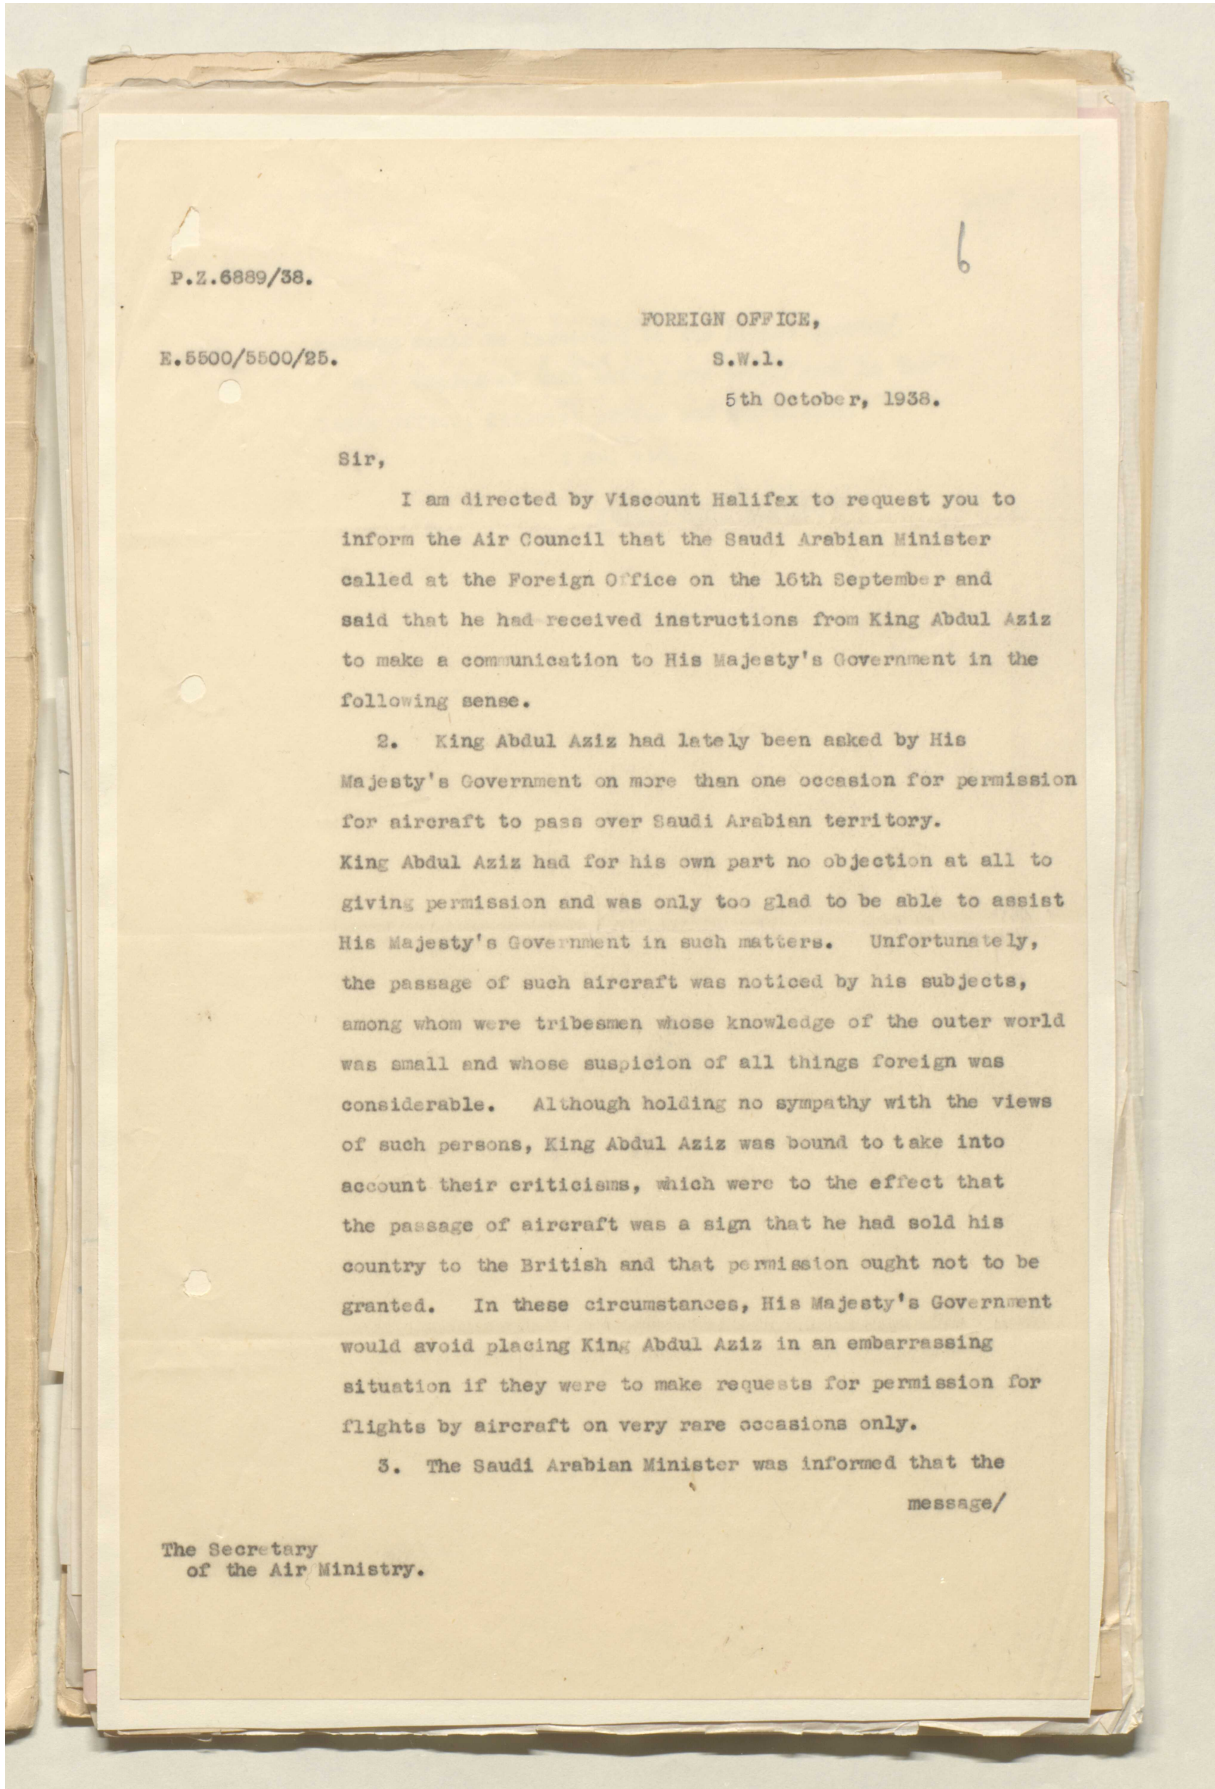 6
P.Z.6889/38.
FOREIGN OFFICE,
E.5500/5500/25.
S.W.1.
5th October, 1938.
Sir,
I am directed by Viscount Halifax to request you to
inform the Air Council that the Saudi Arabian Minister
called at the Foreign Office on the 16th September and
said that he had received instructions from King Abdul Aziz
to make a communication to His Majesty's Government in the
following sense.
2. King Abdul Aziz had lately been asked by His
Majesty's Government on more than one occasion for permission
for aircraft to pass over Saudi Arabian territory.
King Abdul Aziz had for his own part no objection at all to
giving permission and was only too glad to be able to assist
His Majesty's Government in such matters. Unfortunately,
the passage of such aircraft was noticed by his subjects,
among whom were tribesmen whose knowledge of the outer world
was small and whose suspicion of all things foreign was
considerable. Although holding no sympathy with the views
of such persons, King Abdul Aziz was bound to take into
account their criticisms, which were to the effect that
the passage of aircraft was a sign that he had sold his
country to the British and that permission ought not to be
granted. In these circumstances, His Majesty's Government
would avoid placing King Abdul Aziz in an embarrassing
situation if they were to make requests for permission for
flights by aircraft on very rare occasions only.
3. The Saudi Arabian Minister was informed that the
message/
The Secretary
of the Air Ministry.